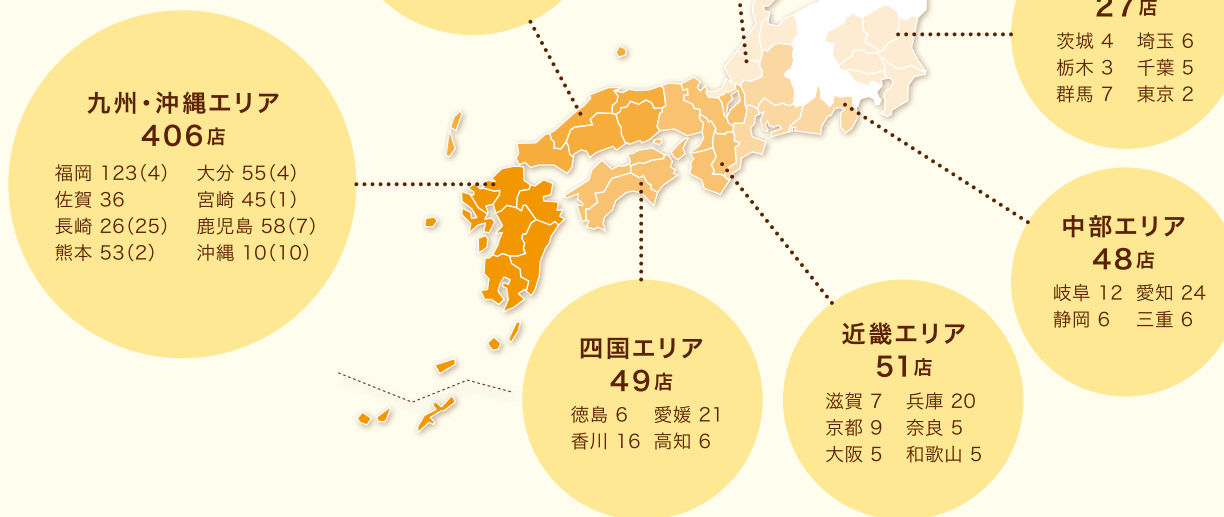 九州・沖縄エリア
406店
福岡 123(4) 大分 55(4)
佐賀 36 宮崎 45(1)
長崎 26(25) 鹿児島 58(7)
熊本 53(2) 沖縄 10(10)
27店
茨城 4 埼玉 6
栃木 3 千葉 5
群馬 7 東京 2
中部エリア
48店
岐阜 12 愛知 24
静岡 6 三重 6
四国エリア
49店
徳島 6 愛媛 21
香川 16 高知 6
近畿エリア
51店
滋賀 7 兵庫 20
京都 9 奈良 5
大阪 5 和歌山 5